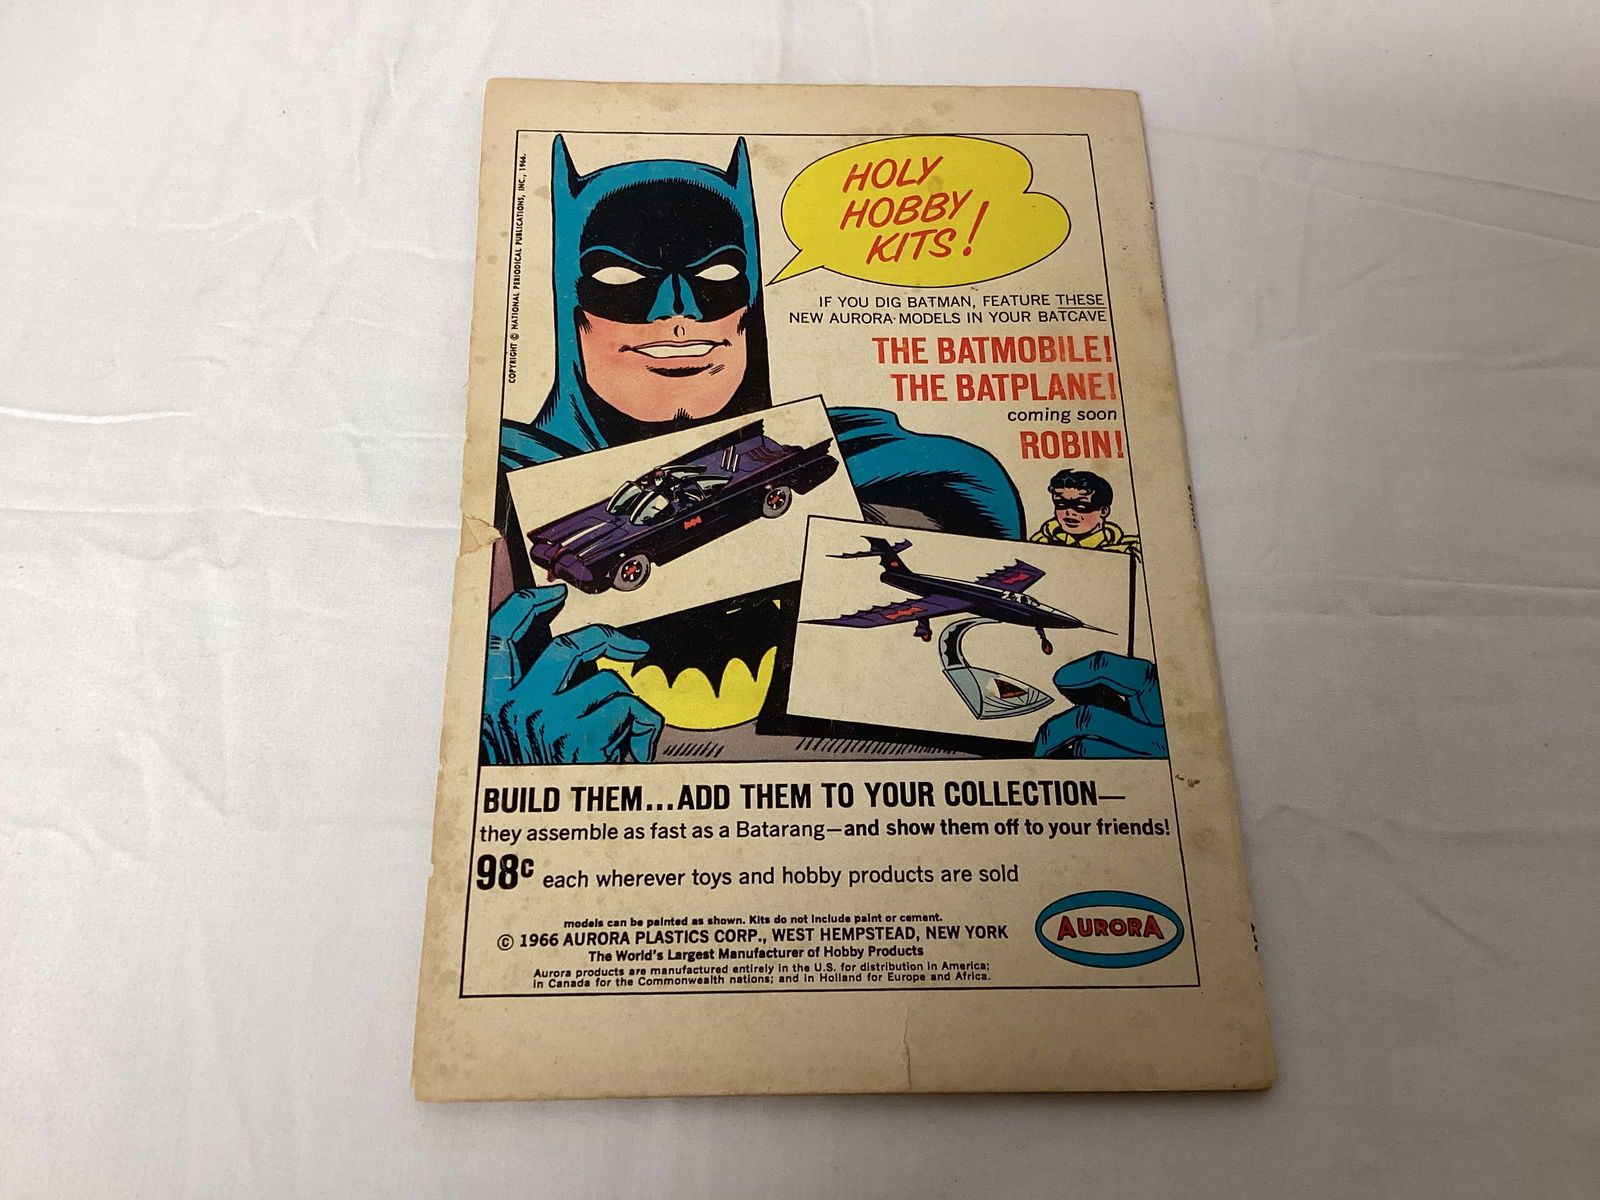 COPYRIGHT © NATIONAL PERIODICAL PUBLICATIONS, INC., 1966.
HOLY
HOBBY
KITS!
IF YOU DIG BATMAN, FEATURE THESE
NEW AURORA MODELS IN YOUR BATCAVE
THE BATMOBILE!
THE BATPLANE!
coming soon
ROBIN!
BUILD THEM...ADD THEM TO YOUR COLLECTION—
they assemble as fast as a Batarang—and show them off to your friends!
98c each wherever toys and hobby products are sold
models can be painted as shown. Kits do not include paint or cement.
© 1966 AURORA PLASTICS CORP., WEST HEMPSTEAD, NEW YORK
The World's Largest Manufacturer of Hobby Products
Aurora products are manufactured entirely in the U.S. for distribution in America;
in Canada for the Commonwealth nations; and in Holland for Europe and Africa.
AURORA